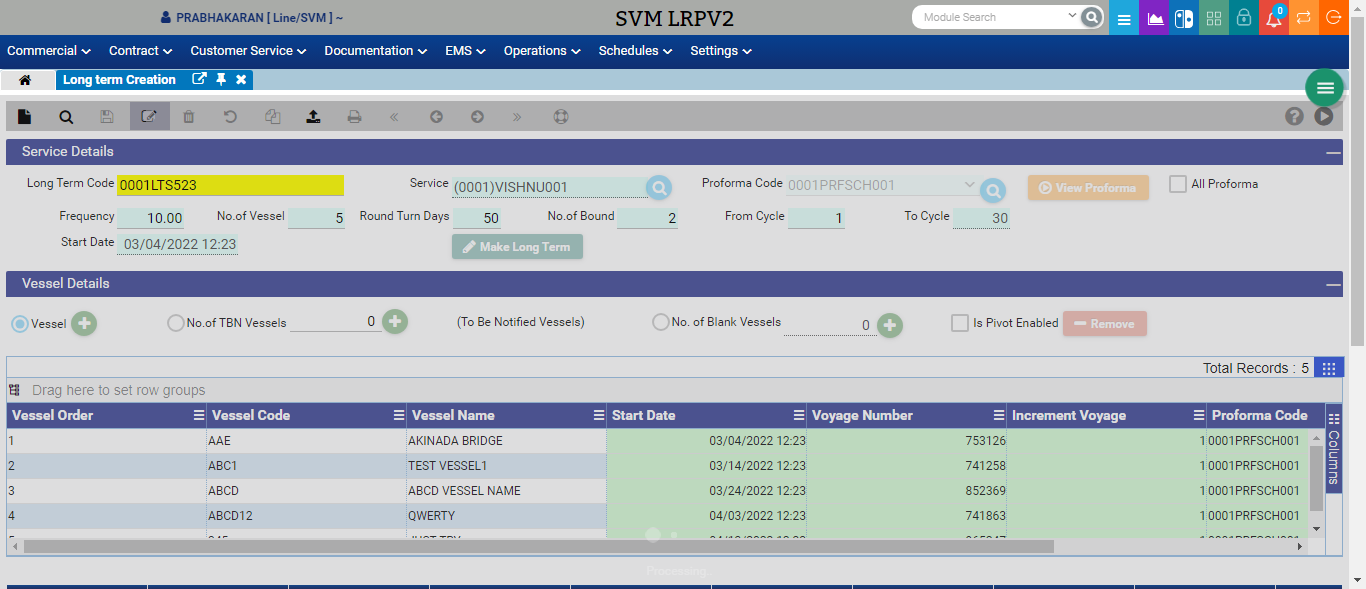 PRABHAKARAN [ Line/SVM ] ~ SVM LRPV2 Module Search 0
Commercial Contract Customer Service Documentation EMS Operations Schedules Settings
Long term Creation
Service Details
Long Term Code 0001LTS523 Service (0001)VISHNU001 Proforma Code 0001PRFSCH001 View Proforma All Proforma
Frequency 10.00 No.of Vessel 5 Round Turn Days 50 No.of Bound 2 From Cycle 1 To Cycle 30
Start Date 03/04/2022 12:23 Make Long Term
Vessel Details
Vessel No.of TBN Vessels 0 (To Be Notified Vessels) No. of Blank Vessels 0 Is Pivot Enabled Remove
Total Records : 5
Drag here to set row groups
Vessel Order Vessel Code Vessel Name Start Date Voyage Number Increment Voyage Proforma Code
1 AAE AKINADA BRIDGE 03/04/2022 12:23 753126 1 0001PRFSCH001
2 ABC1 TEST VESSEL1 03/14/2022 12:23 741258 1 0001PRFSCH001
3 ABCD ABCD VESSEL NAME 03/24/2022 12:23 852369 1 0001PRFSCH001
4 ABCD12 QWERTY 04/03/2022 12:23 741863 1 0001PRFSCH001
Columns
Processing